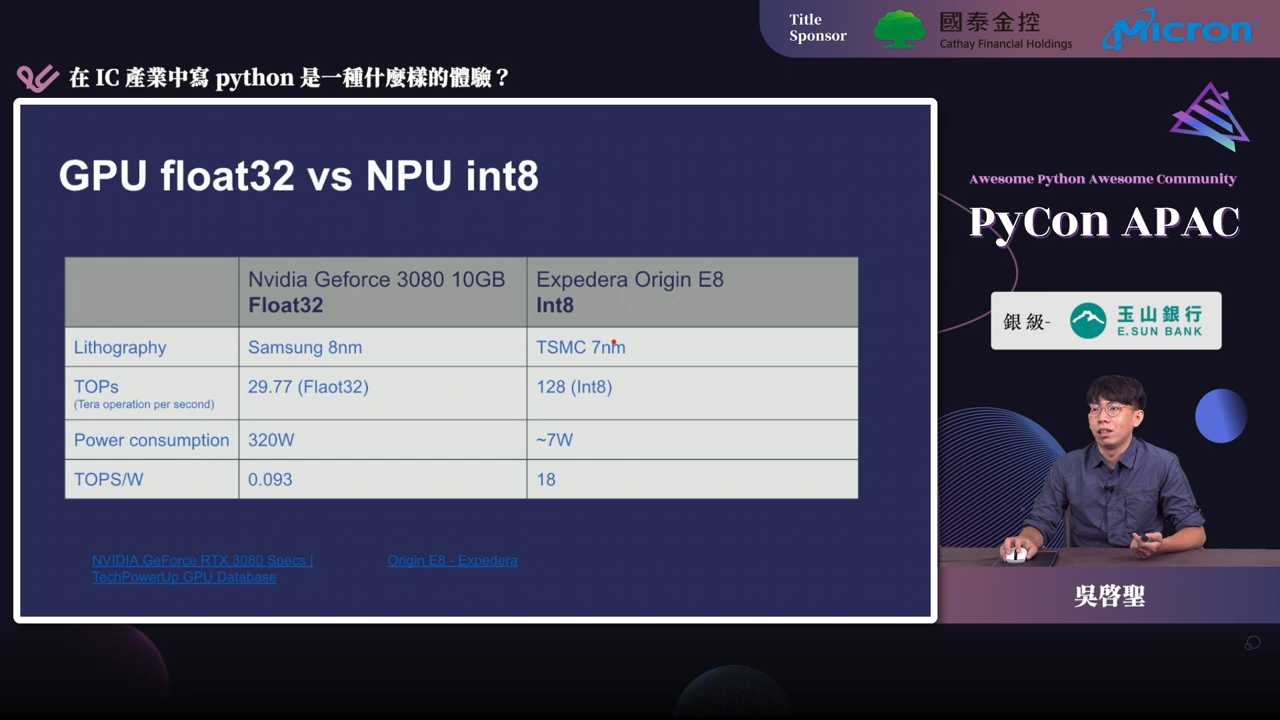 Title
Sponsor
國泰金控
Cathay Financial Holdings
Micron
在 IC 產業中寫 python 是一種什麼樣的體驗？
GPU float32 vs NPU int8
Nvidia Geforce 3080 10GB
Float32
Expedera Origin E8
Int8
Lithography
Samsung 8nm
TSMC 7nm
TOPs
(Tera operation per second)
29.77 (Flaot32)
128 (Int8)
Power consumption
320W
~7W
TOPS/W
0.093
18
NVIDIA GeForce RTX 3080 Specs |
TechPowerUp GPU Database
Origin E8 - Expedera
Awesome Python Awesome Community
PyCon APAC
銀級-
玉山銀行
E.SUN BANK
吳啓聖